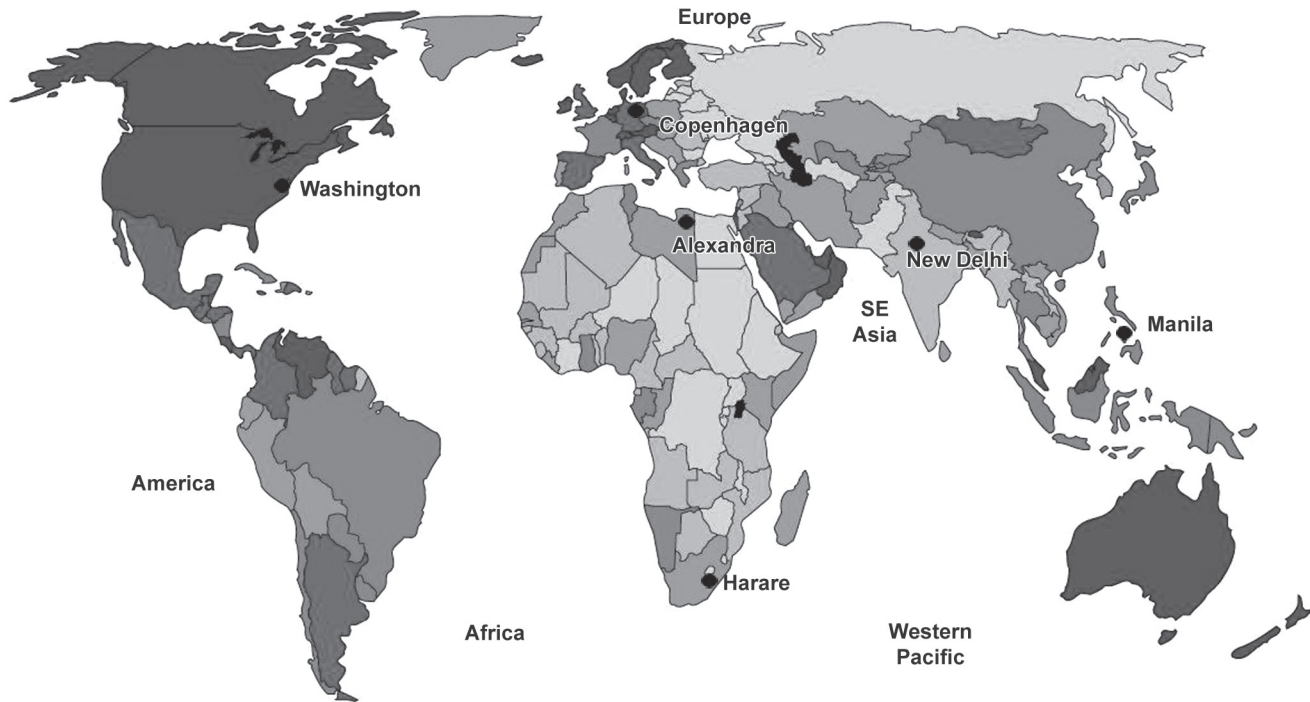 Europe
Copenhagen
Washington
Alexandra
New Delhi
SE
Asia
Manila
America
Harare
Africa
Western
Pacific